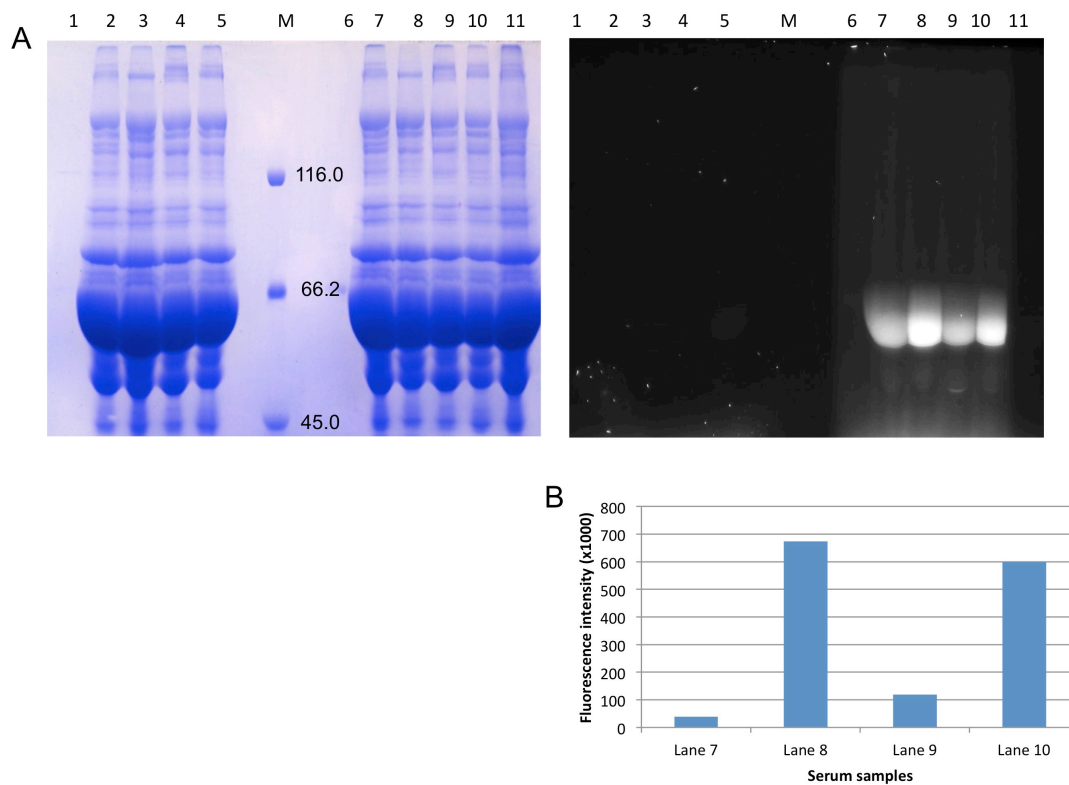 A
1 2 3 4 5 M 6 7 8 9 10 11
1 2 3 4 5 M 6 7 8 9 10 11
116.0
66.2
45.0
B
Fluorescence intensity (x1000)
800
700
600
500
400
300
200
100
0
Lane 7 Lane 8 Lane 9 Lane 10
Serum samples